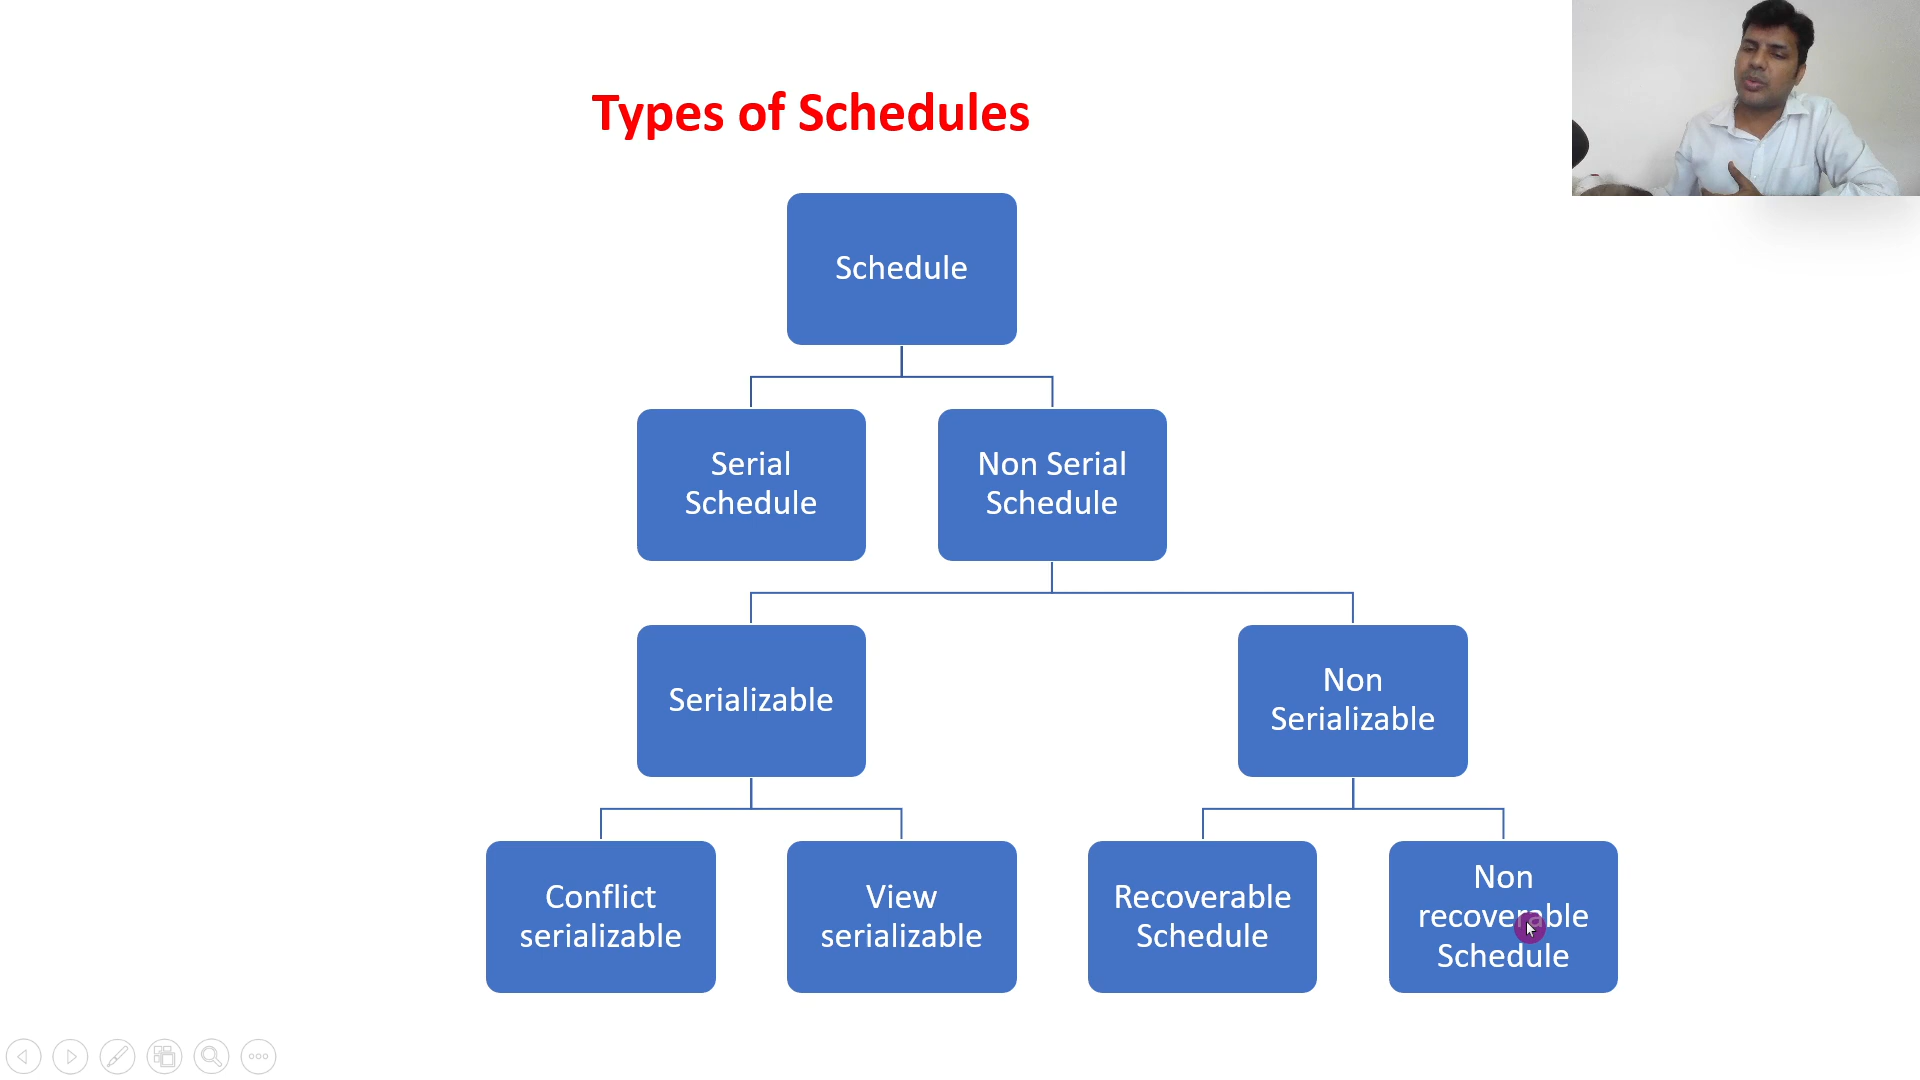 Types of Schedules
Schedule
Serial
Schedule
Non Serial
Schedule
Serializable
Non
Serializable
Conflict
serializable
View
serializable
Recoverable
Schedule
Non
recoverable
Schedule